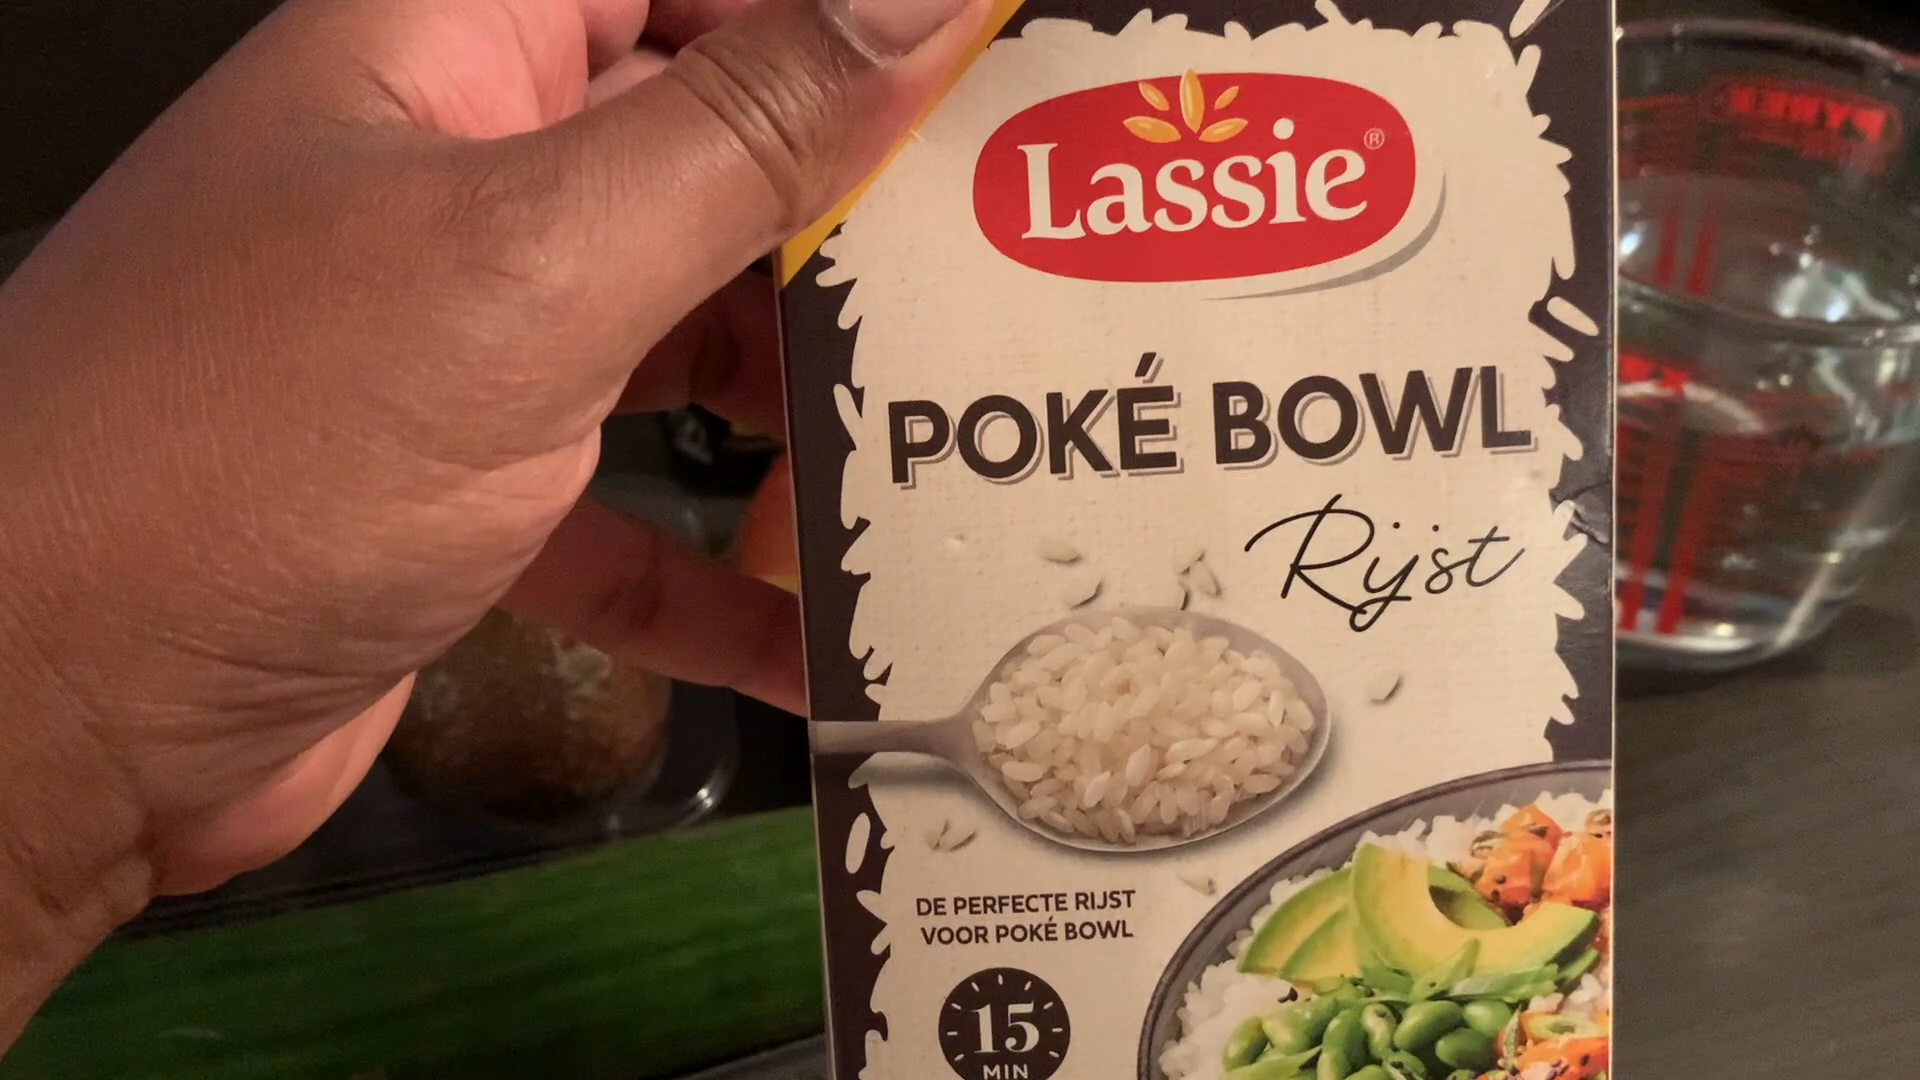 Lassie®
POKÉ BOWL
Rijst
DE PERFECTE RIJST
VOOR POKÉ BOWL
15
MIN